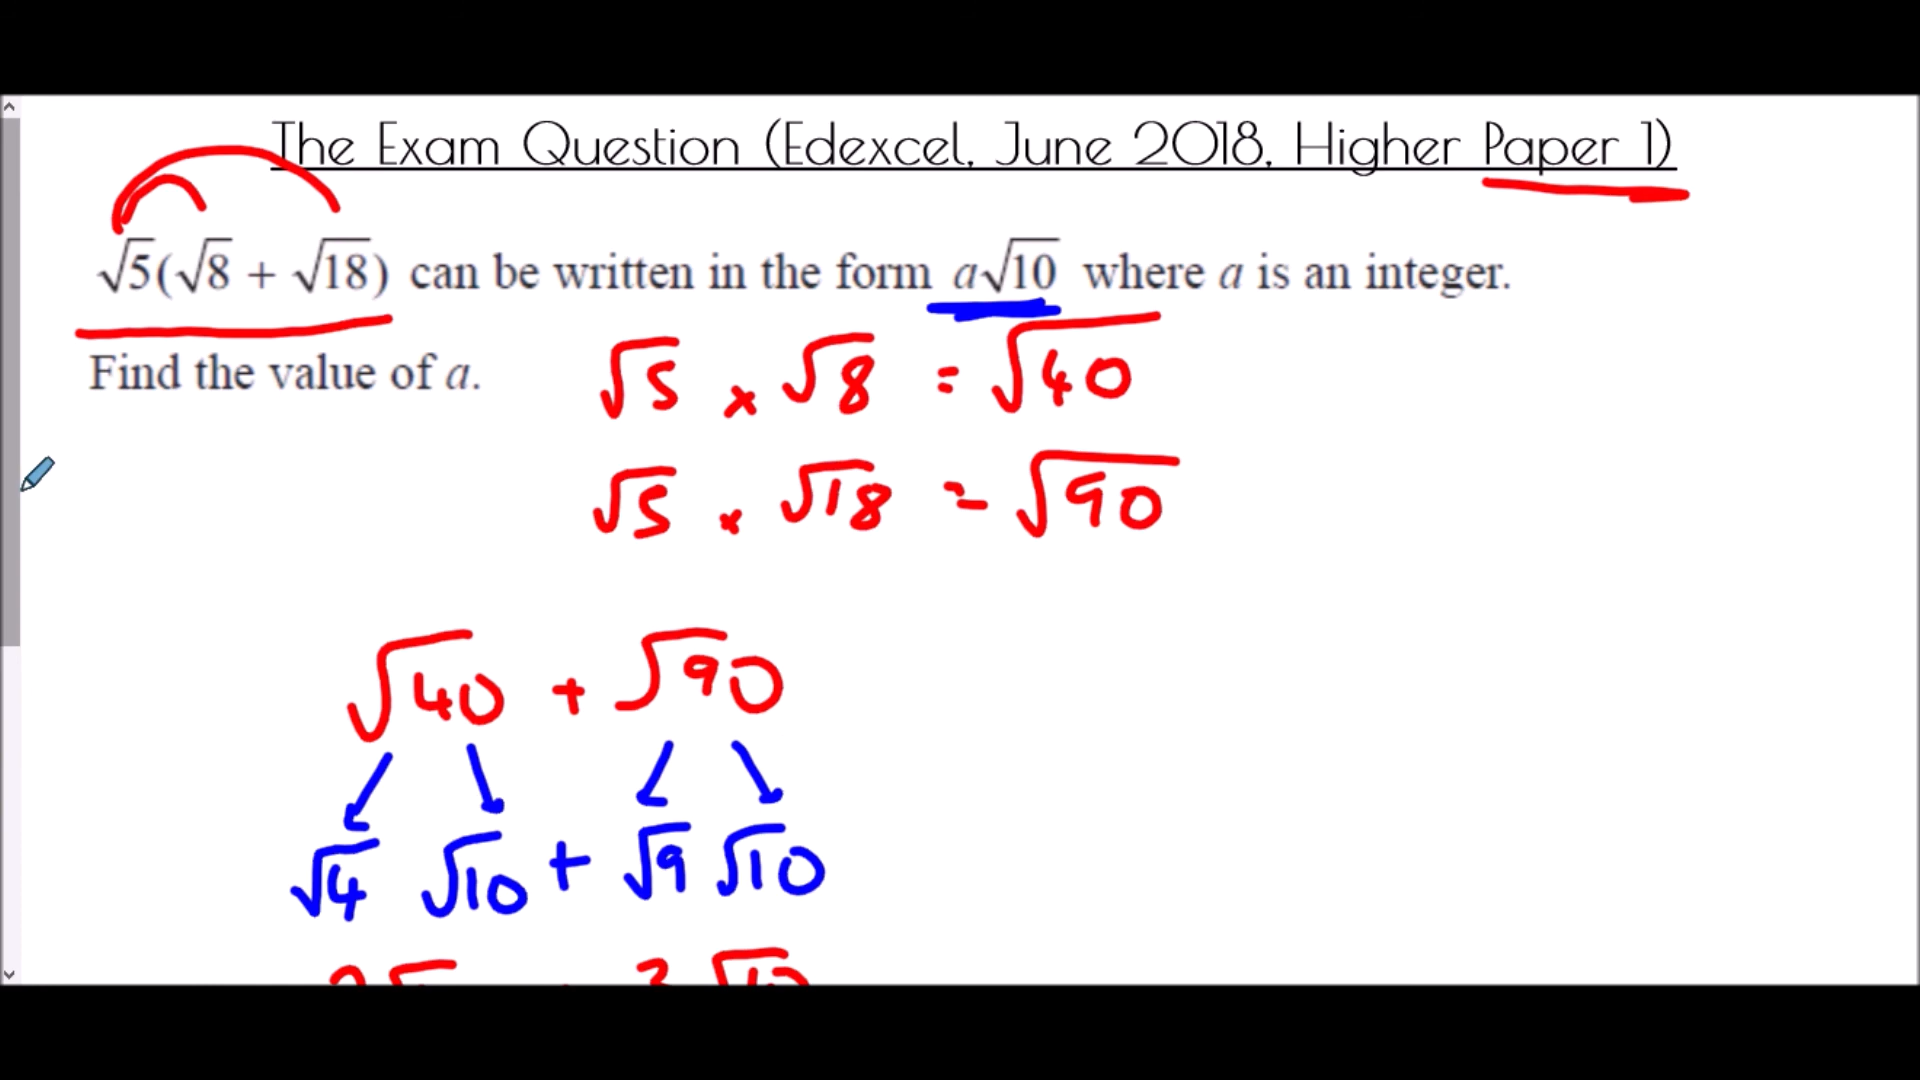 The Exam Question (Edexcel, June 2018, Higher Paper 1)
√5(√8 + √18) can be written in the form a√10 where a is an integer.
Find the value of a.
√5 × √8 = √40
√5 × √18 = √90
√40 + √90
√4 √10 + √9 √10